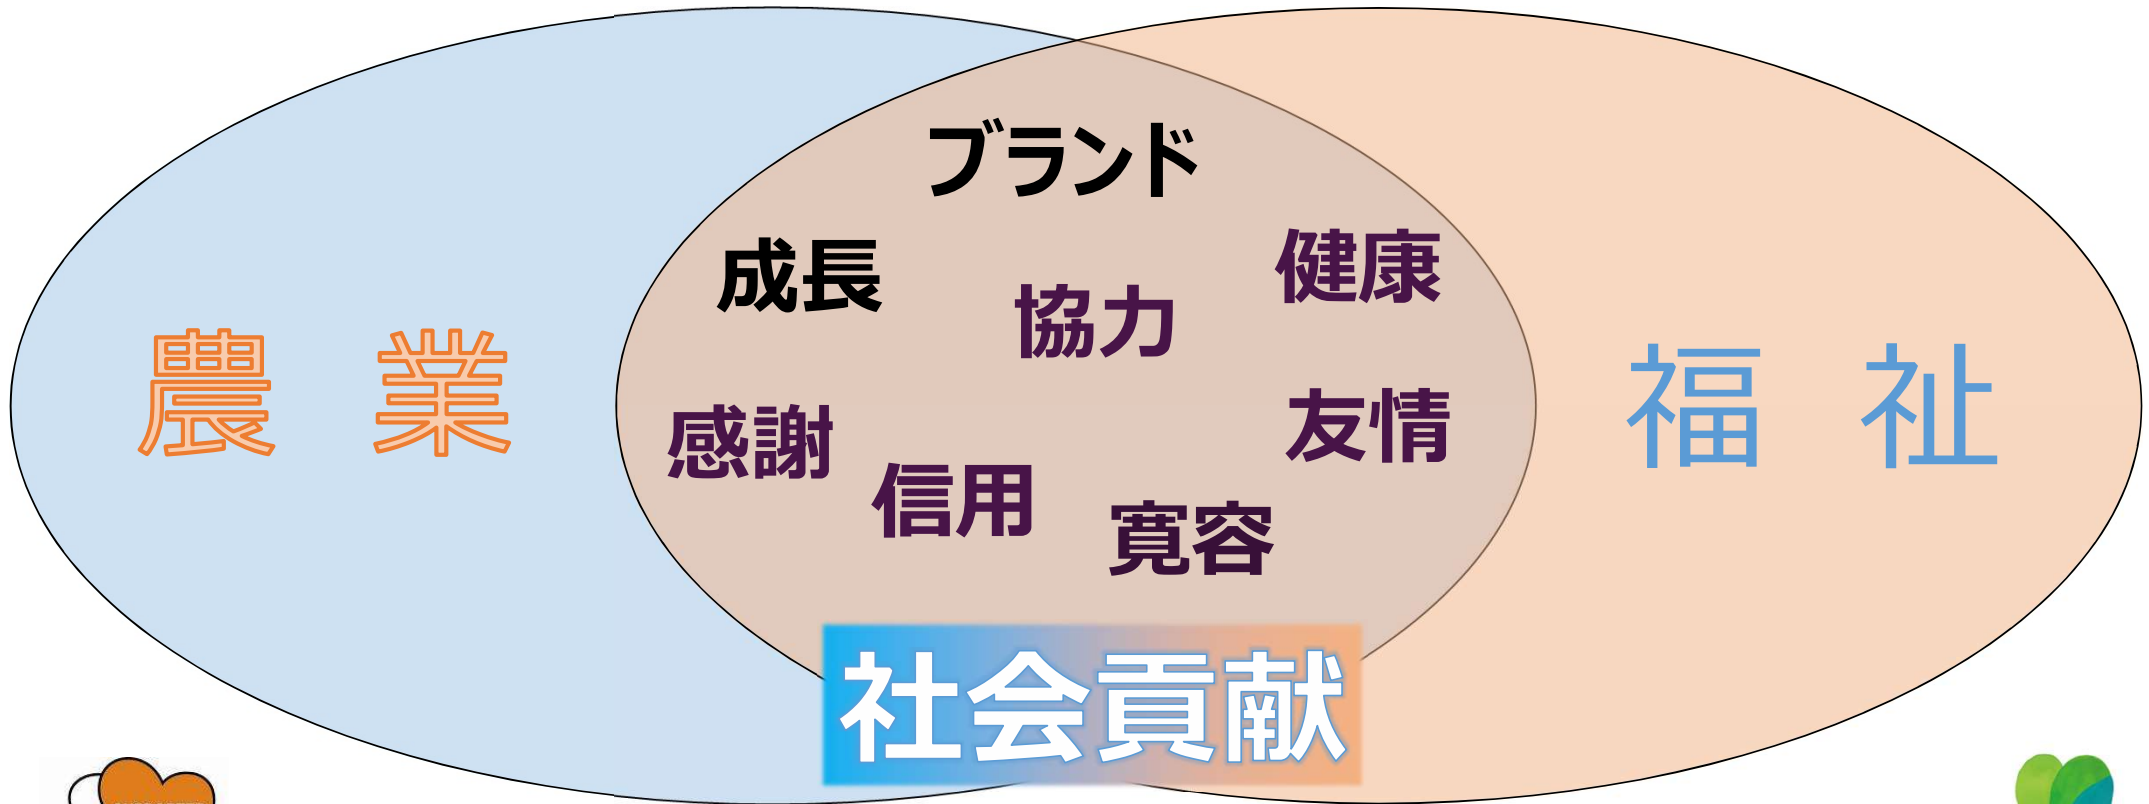 ブランド
成長
協力
健康
農業
福祉
感謝
信用
友情
寛容
社会貢献